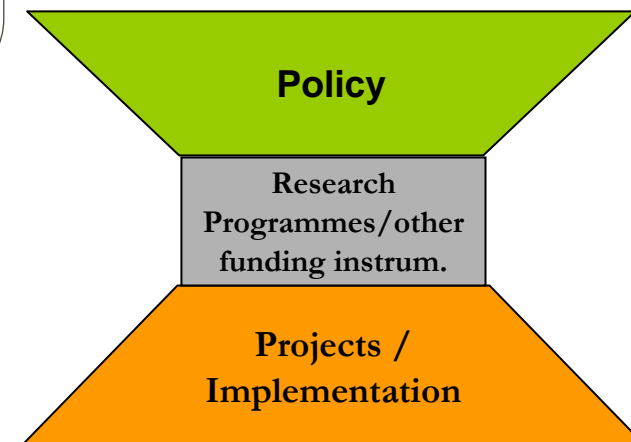 Policy
Research
Programmes/other
funding instrum.
Projects /
Implementation